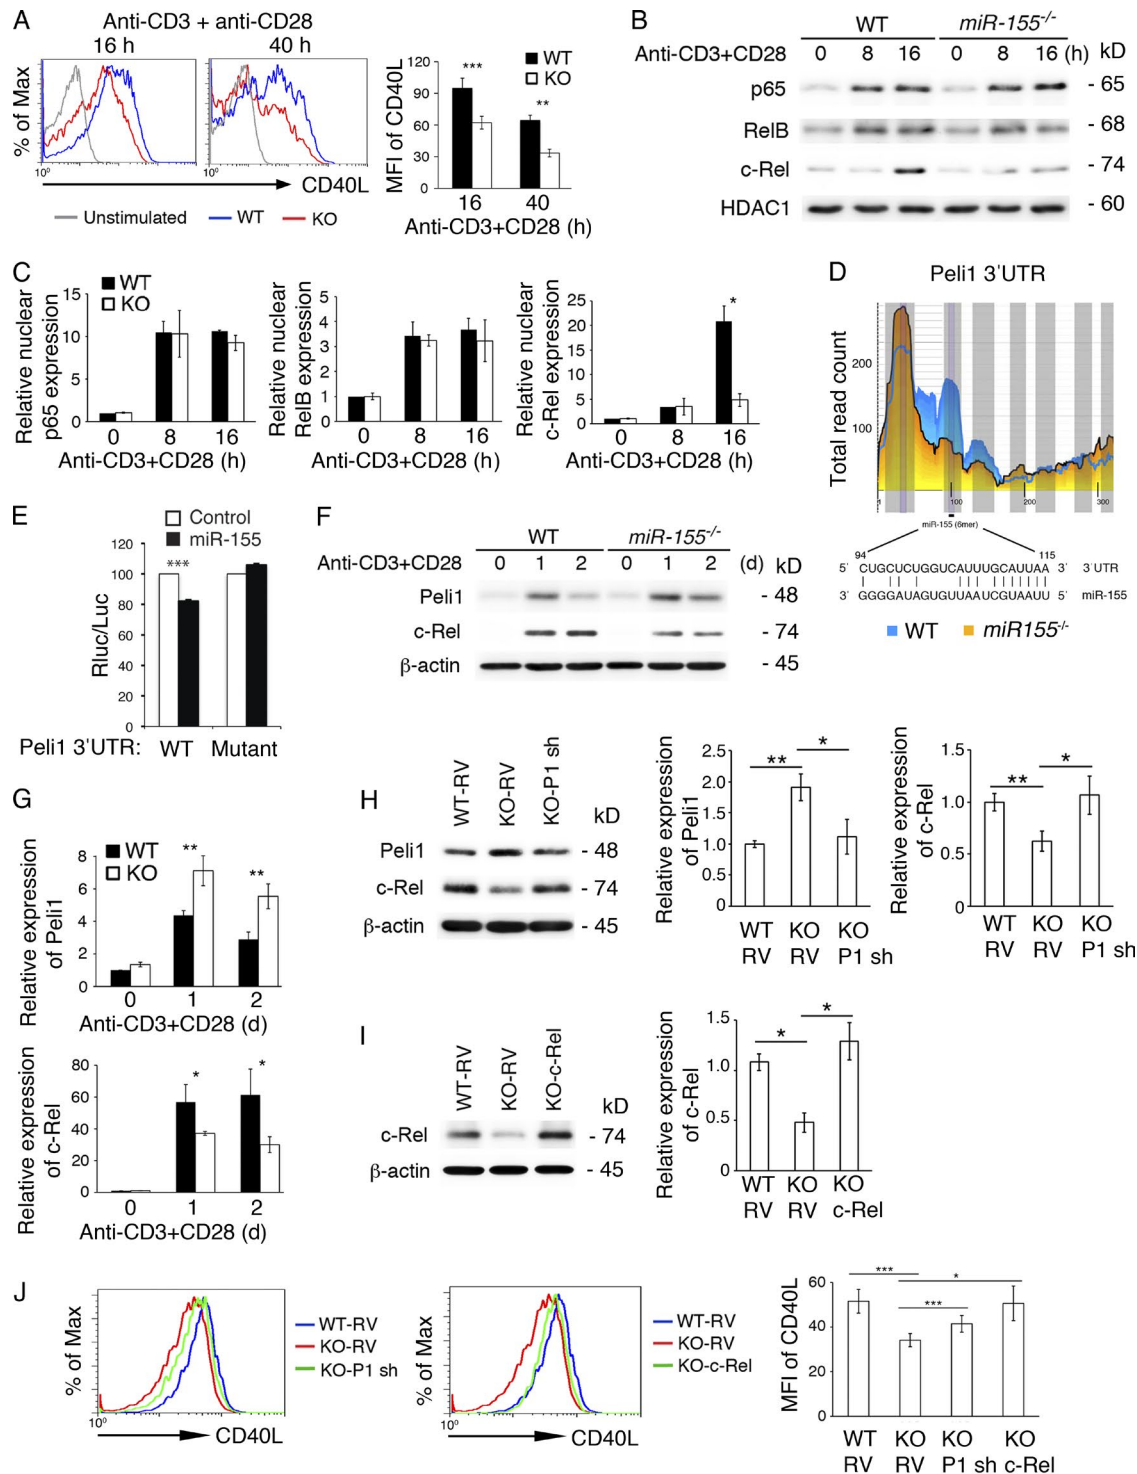 A
Anti-CD3 + anti-CD28
16 h 40 h
% of Max
10⁰ 10⁰
CD40L
Unstimulated WT KO
MFI of CD40L
120
90
60
30
0
WT
KO
*** **
16 40
Anti-CD3+CD28 (h)
B
WT miR-155-/-
Anti-CD3+CD28 0 8 16 0 8 16 (h) kD
p65 - 65
RelB - 68
c-Rel - 74
HDAC1 - 60
C
WT
KO
Relative nuclear
p65 expression
15
10
5
0
0 8 16
Anti-CD3+CD28 (h)
Relative nuclear
RelB expression
5
4
3
2
1
0
0 8 16
Anti-CD3+CD28 (h)
Relative nuclear
c-Rel expression
25
20
15
10
5
0
*
0 8 16
Anti-CD3+CD28 (h)
D
Peli1 3'UTR
Total read count
200
100
1 100 200 300
miR-155 (6mer)
94 115
5' CUGCUCUGGUCAUUUGCAUUAA 3' 3'UTR
3' GGGGAUAGUGUUAAUCGUAAUU 5' miR-155
WT miR155-/-
E
Control
miR-155
Rluc/Luc
120
100
80
60
40
20
0
***
Peli1 3'UTR: WT Mutant
F
WT miR-155-/-
Anti-CD3+CD28 0 1 2 0 1 2 (d) kD
Peli1 - 48
c-Rel - 74
β-actin - 45
G
WT
KO
Relative expression
of Peli1
8
6
4
2
0
** **
0 1 2
Anti-CD3+CD28 (d)
Relative expression
of c-Rel
80
60
40
20
0
* *
0 1 2
Anti-CD3+CD28 (d)
H
WT-RV KO-RV KO-P1 sh kD
Peli1 - 48
c-Rel - 74
β-actin - 45
Relative expression
of Peli1
2.5
2.0
1.5
1.0
0.5
0
** *
WT KO KO
RV RV P1 sh
Relative expression
of c-Rel
1.5
1.0
0.5
0
** *
WT KO KO
RV RV P1 sh
I
WT-RV KO-RV KO-c-Rel kD
c-Rel - 74
β-actin - 45
Relative expression
of c-Rel
1.5
1.0
0.5
0
* *
WT KO KO
RV RV c-Rel
J
% of Max
10⁰
CD40L
WT-RV
KO-RV
KO-P1 sh
% of Max
10⁰
CD40L
WT-RV
KO-RV
KO-c-Rel
MFI of CD40L
60
40
20
0
*** *
***
WT KO KO KO
RV RV P1 sh c-Rel